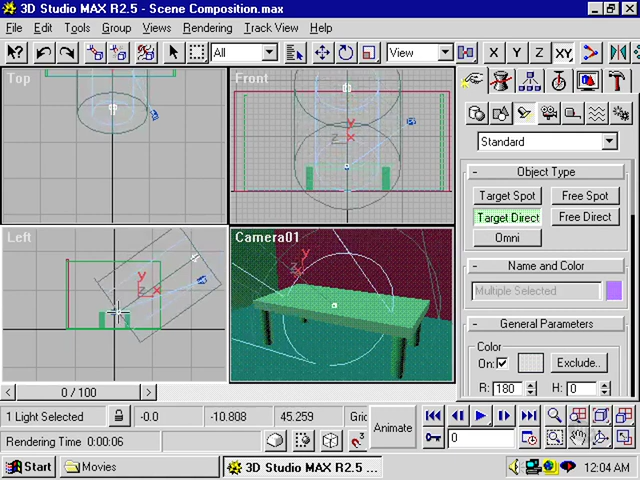 3D Studio MAX R2.5 - Scene Composition.max
File Edit Tools Group Views Rendering Track View Help
All View X Y Z XY
Top
Front
y
z x
Left
y
z x
Camera01
y
z x
Standard
Object Type
Target Spot Free Spot
Target Direct Free Direct
Omni
Name and Color
Multiple Selected
General Parameters
Color
On: Exclude..
R: 180 H: 0
0 / 100
1 Light Selected -0.0 -10.808 45.259 Gric
Animate
0
Rendering Time 0:00:06
3
Start Movies 3D Studio MAX R2.5 ... 12:04 AM